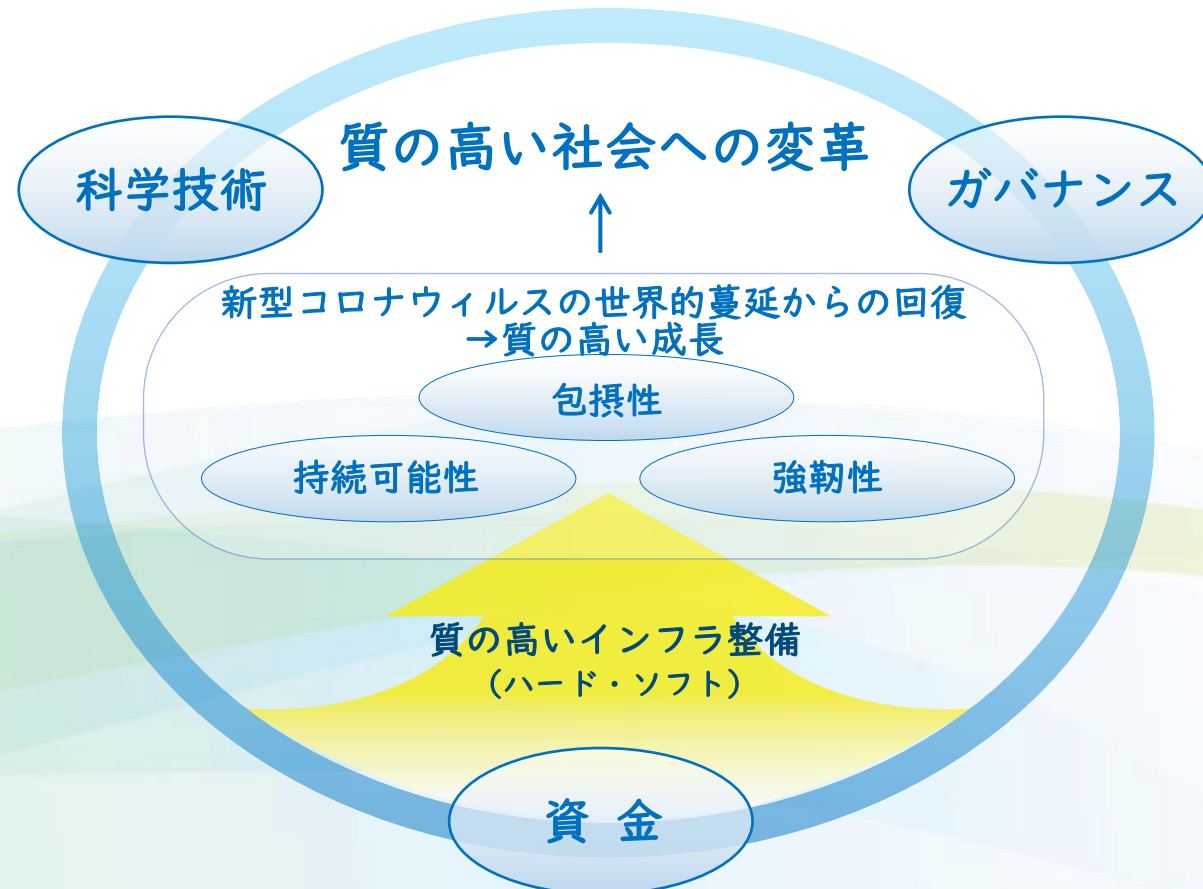 質の高い社会への変革
科学技術
ガバナンス
新型コロナウィルスの世界的蔓延からの回復
→質の高い成長
包摂性
持続可能性
強靭性
質の高いインフラ整備
（ハード・ソフト）
資 金